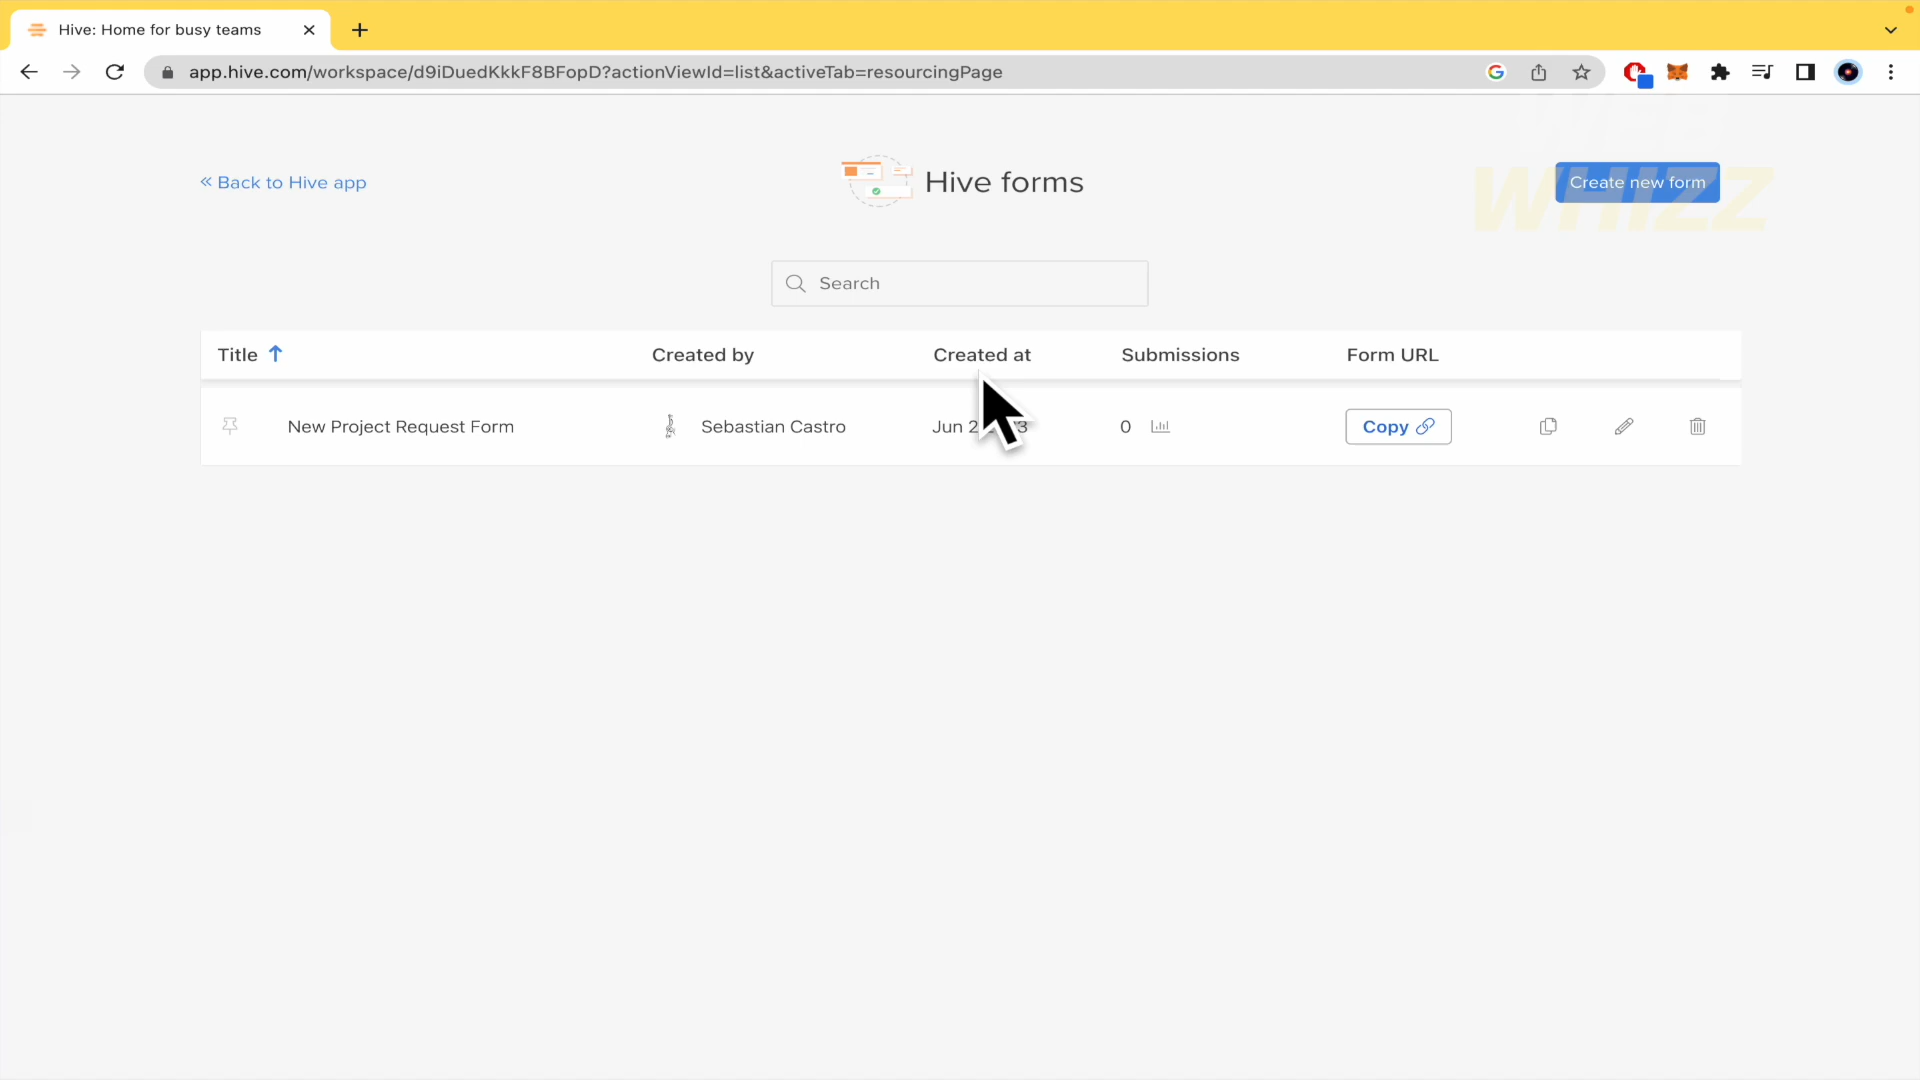 Hive: Home for busy teams
app.hive.com/workspace/d9iDuedKkkF8BFopD?actionViewId=list&activeTab=resourcingPage
« Back to Hive app
Hive forms
Create new form
WHIZZ
Search
Title Created by Created at Submissions Form URL
New Project Request Form Sebastian Castro Jun 0 Copy